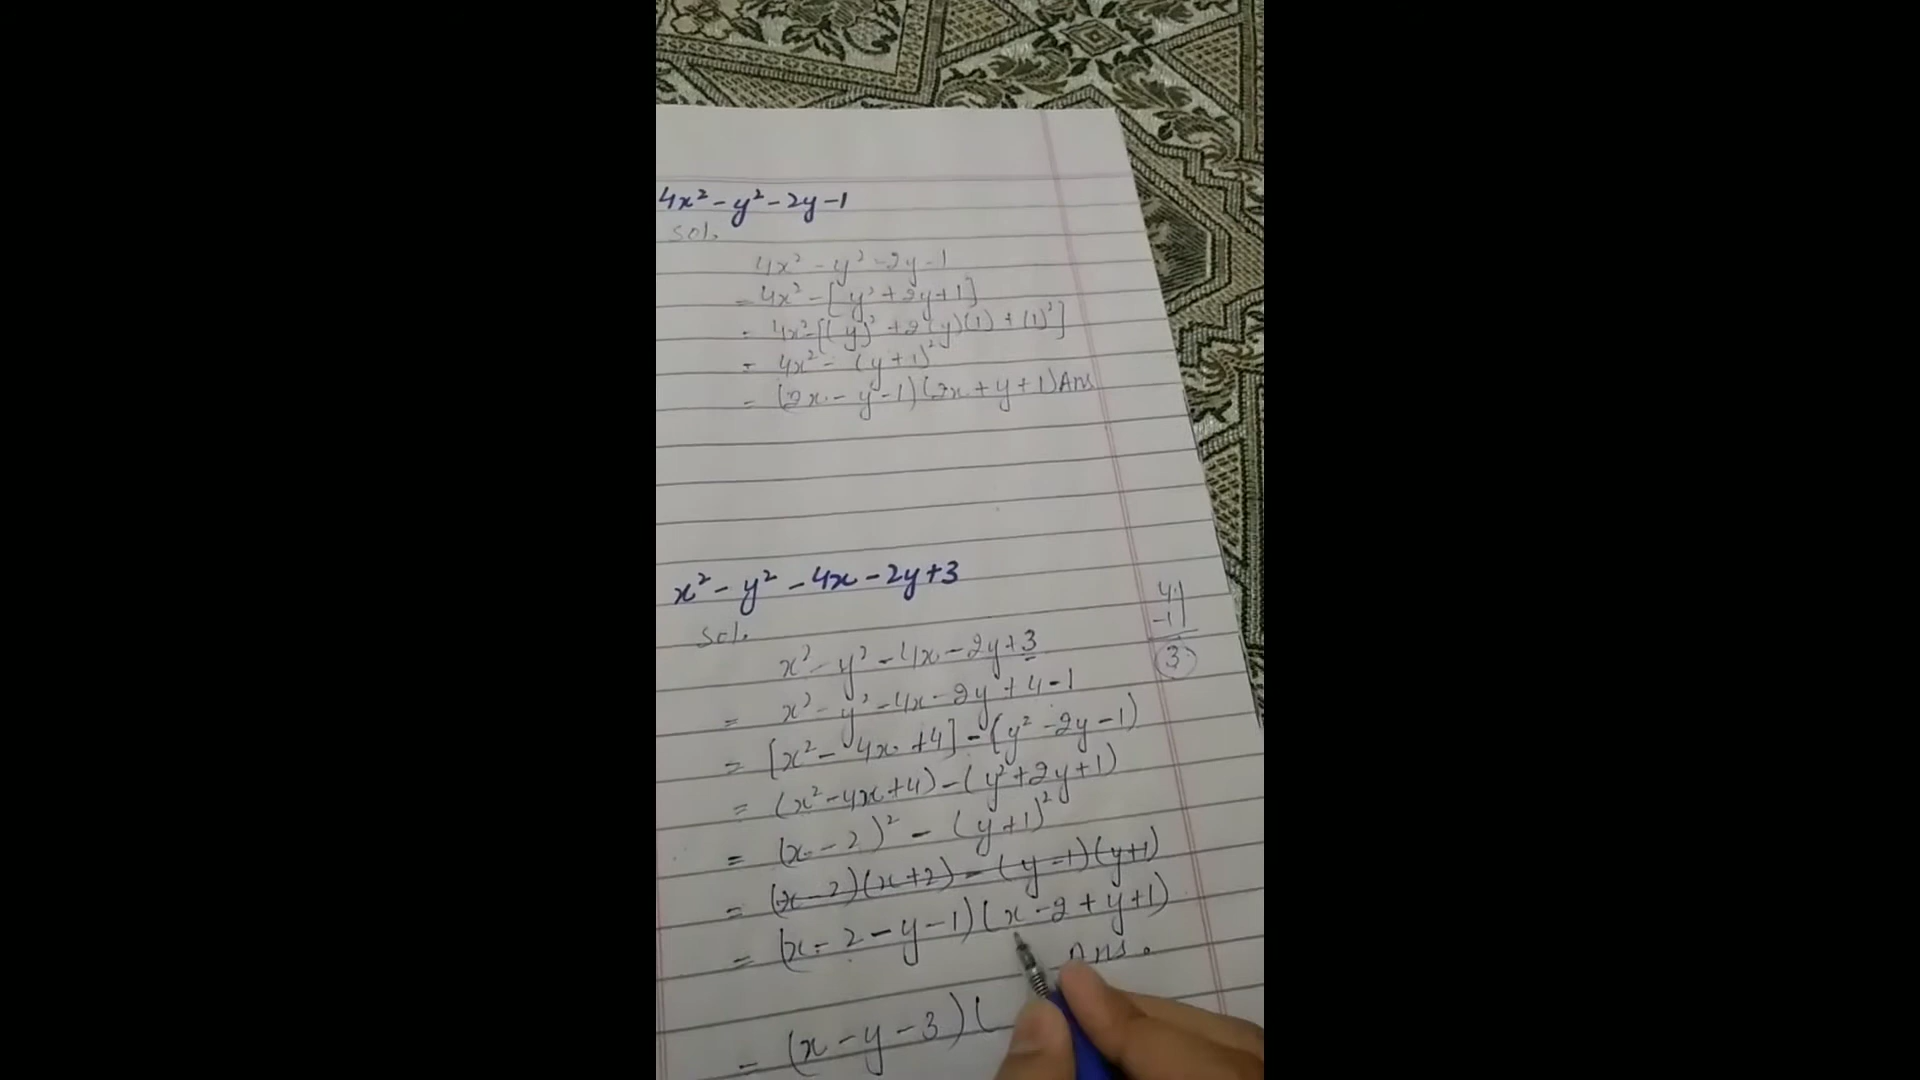 4x² - y² - 2y - 1
Sol.
4x² - y² - 2y - 1
= 4x² - [y² + 2y + 1]
= 4x² - [(y)² + 2(y)(1) + (1)²]
= 4x² - (y + 1)²
= (2x - y - 1)(2x + y + 1) Ans
x² - y² - 4x - 2y + 3
Sol.
x² - y² - 4x - 2y + 3
= x² - y² - 4x - 2y + 4 - 1
= [x² - 4x + 4] - (y² - 2y - 1)
= (x² - 4x + 4) - (y² + 2y + 1)
= (x - 2)² - (y + 1)²
= (x - 2)(x + 2) - (y - 1)(y + 1)
= (x - 2 - y - 1)(x - 2 + y + 1)
Ans.
= (x - y - 3)(
4
-1
3